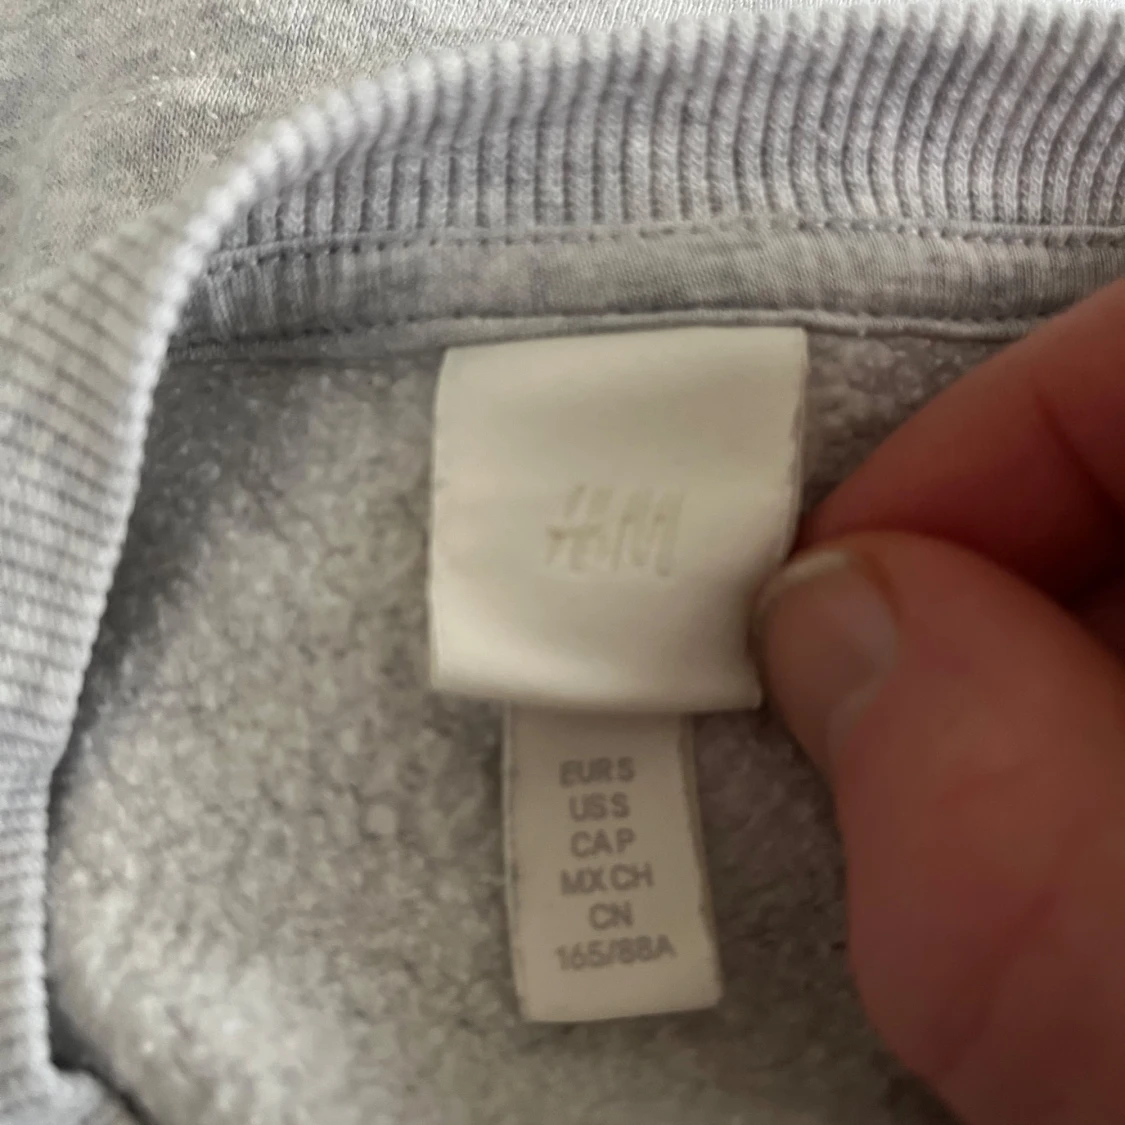 H&M
EUR S
US S
CA P
MX CH
CN
165/88A